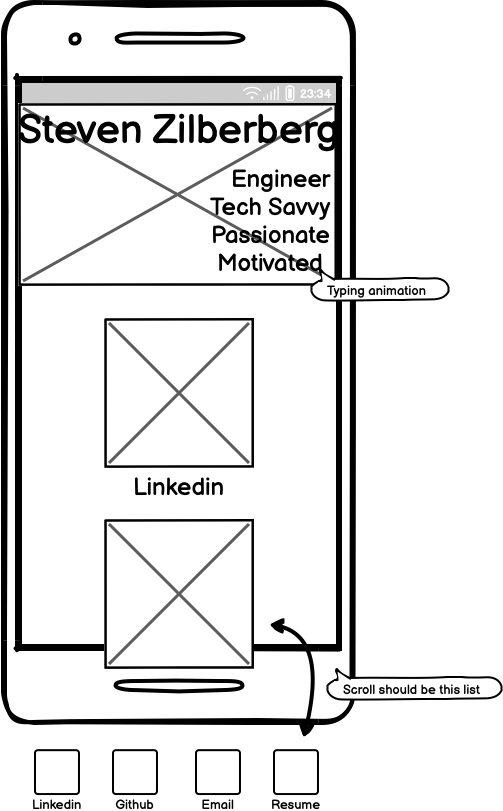 23:34
Steven Zilberberg
Engineer
Tech Savvy
Passionate
Motivated
Typing animation
Linkedin
Scroll should be this list
Linkedin
Github
Email
Resume